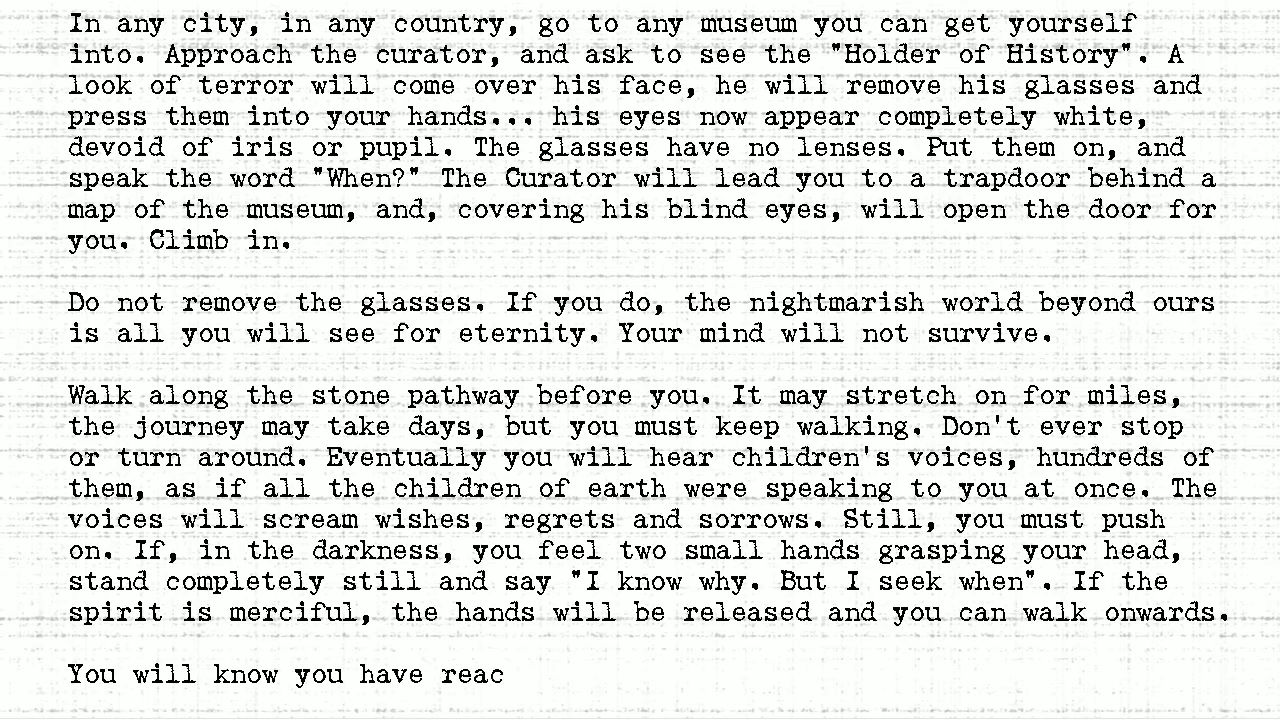 In any city, in any country, go to any museum you can get yourself
into. Approach the curator, and ask to see the "Holder of History". A
look of terror will come over his face, he will remove his glasses and
press them into your hands... his eyes now appear completely white,
devoid of iris or pupil. The glasses have no lenses. Put them on, and
speak the word "When?" The Curator will lead you to a trapdoor behind a
map of the museum, and, covering his blind eyes, will open the door for
you. Climb in.

Do not remove the glasses. If you do, the nightmarish world beyond ours
is all you will see for eternity. Your mind will not survive.

Walk along the stone pathway before you. It may stretch on for miles,
the journey may take days, but you must keep walking. Don't ever stop
or turn around. Eventually you will hear children's voices, hundreds of
them, as if all the children of earth were speaking to you at once. The
voices will scream wishes, regrets and sorrows. Still, you must push
on. If, in the darkness, you feel two small hands grasping your head,
stand completely still and say "I know why. But I seek when". If the
spirit is merciful, the hands will be released and you can walk onwards.

You will know you have reac